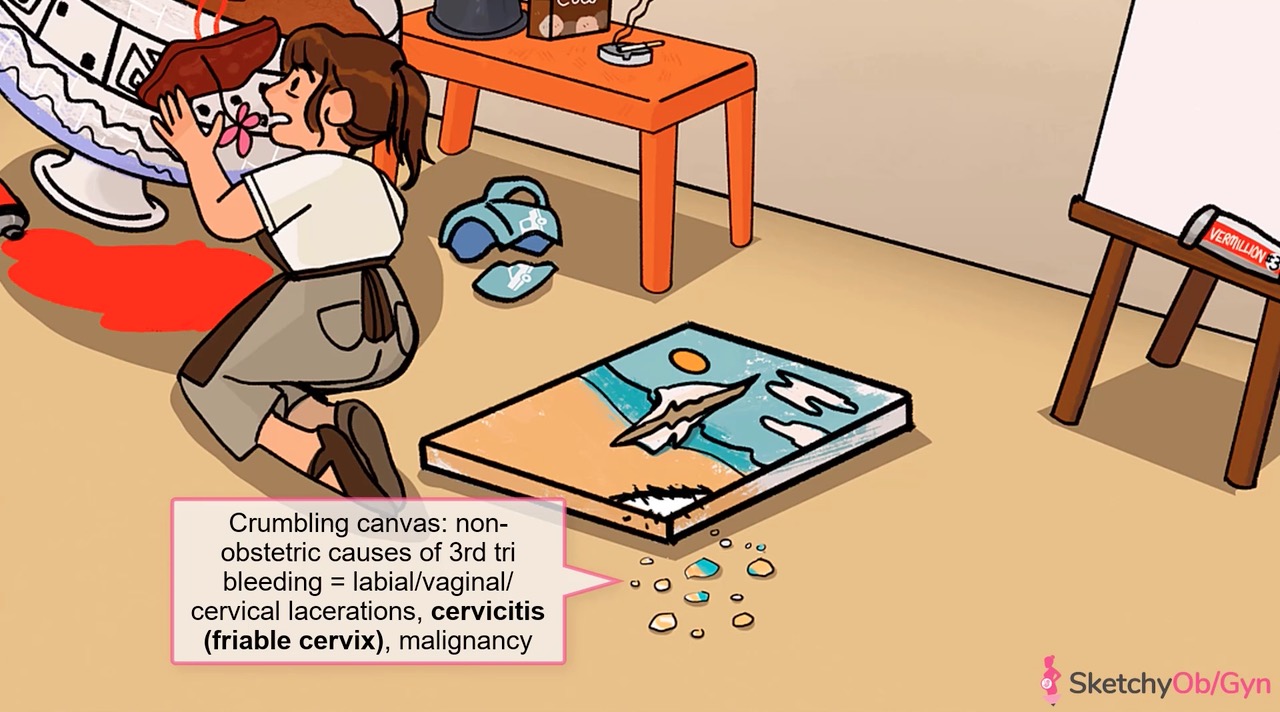 VERMILLION
Crumbling canvas: non-
obstetric causes of 3rd tri
bleeding = labial/vaginal/
cervical lacerations, cervicitis
(friable cervix), malignancy
SketchyOb/Gyn